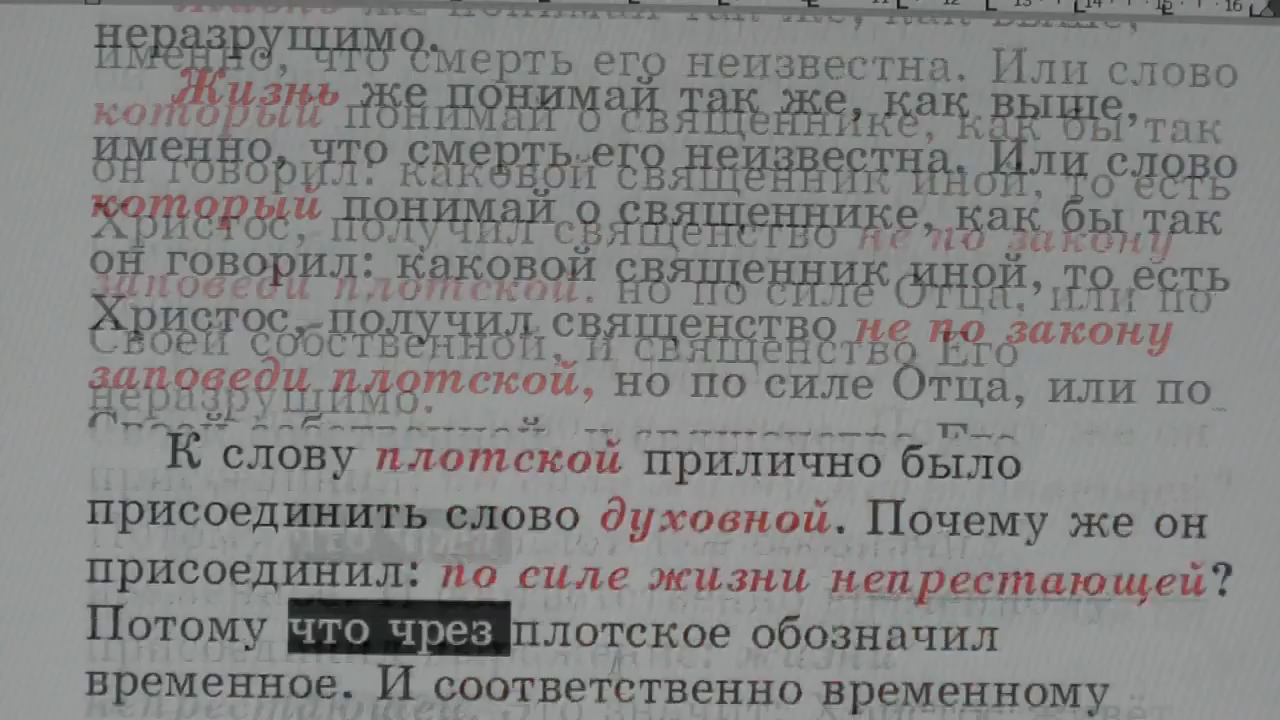 неразрушимо.
Жизнь же понимай так же, как выше,
именно, что смерть его неизвестна. Или слово
который понимай о священнике, как бы так
он говорил: каковой священник иной, то есть
Христос, получил священство не по закону
заповеди плотской, но по силе Отца, или по
К слову плотской прилично было
присоединить слово духовной. Почему же он
присоединил: по силе жизни непрестающей?
Потому что чрез плотское обозначил
временное. И соответственно временному